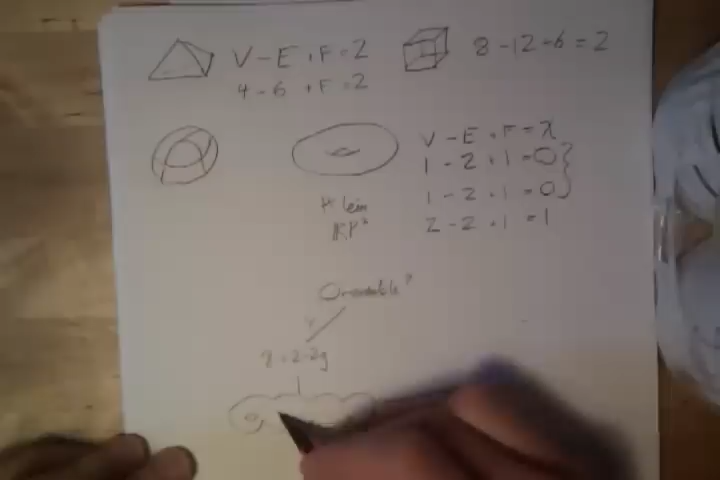 V - E + F = 2
4 - 6 + F = 2
8 - 12 + 6 = 2
V - E + F = χ
1 - 2 + 1 = 0
Klein 1 - 2 + 1 = 0
RP² 2 - 2 + 1 = 1
Orientable?
χ = 2 - 2g